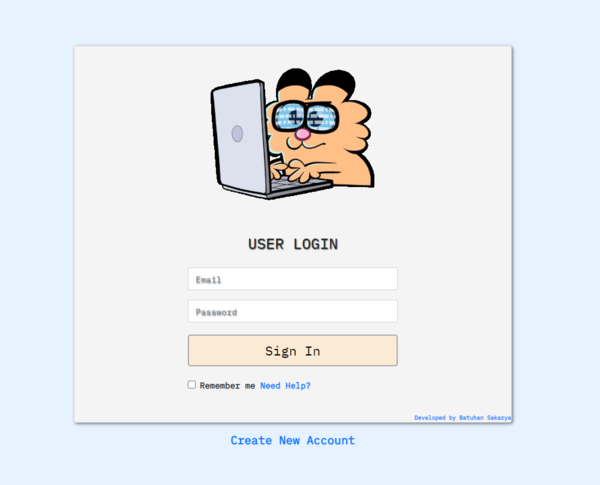 USER LOGIN
Email
Password
Sign In
Remember me Need Help?
Developed by Batuhan Sakarya
Create New Account